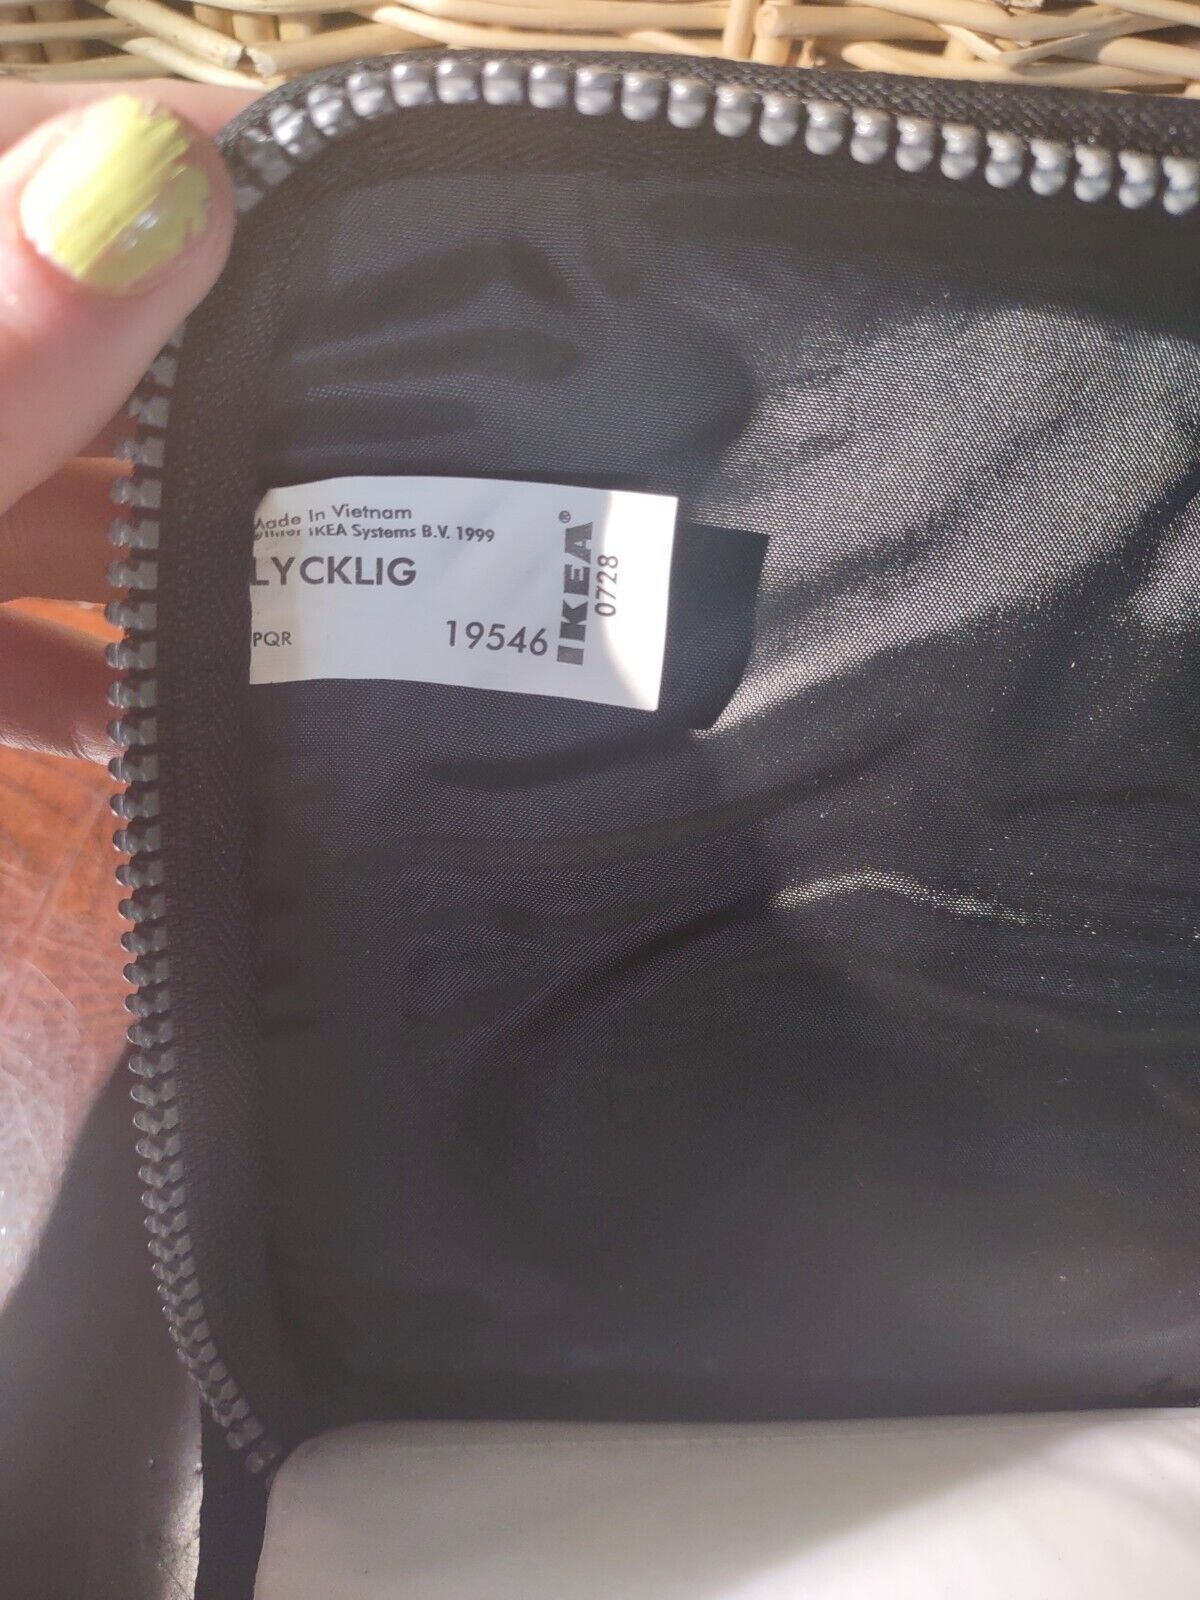 Made In Vietnam
IKEA Systems B.V. 1999
LYCKLIG
PQR
19546
IKEA®
0728